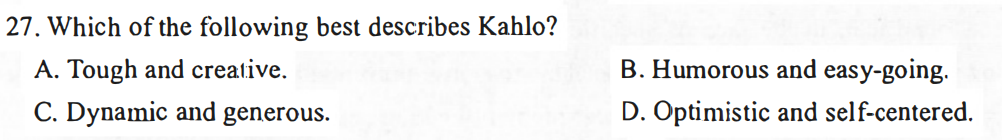 27. Which of the following best describes Kahlo?
A. Tough and creative. B. Humorous and easy-going.
C. Dynamic and generous. D. Optimistic and self-centered.